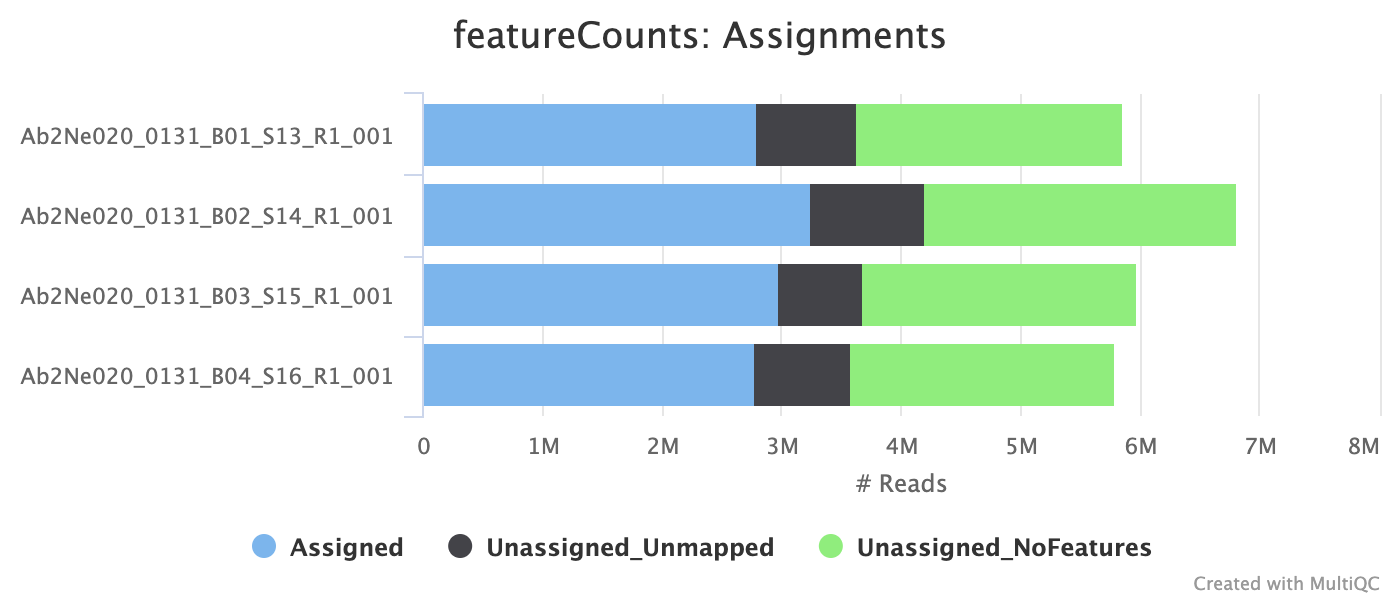 featureCounts: Assignments
Ab2Ne020_0131_B01_S13_R1_001
Ab2Ne020_0131_B02_S14_R1_001
Ab2Ne020_0131_B03_S15_R1_001
Ab2Ne020_0131_B04_S16_R1_001
0 1M 2M 3M 4M 5M 6M 7M 8M
# Reads
Assigned Unassigned_Unmapped Unassigned_NoFeatures
Created with MultiQC